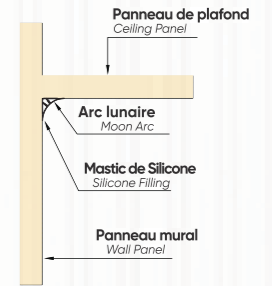 Panneau de plafond
Ceiling Panel
Arc lunaire
Moon Arc
Mastic de Silicone
Silicone Filling
Panneau mural
Wall Panel